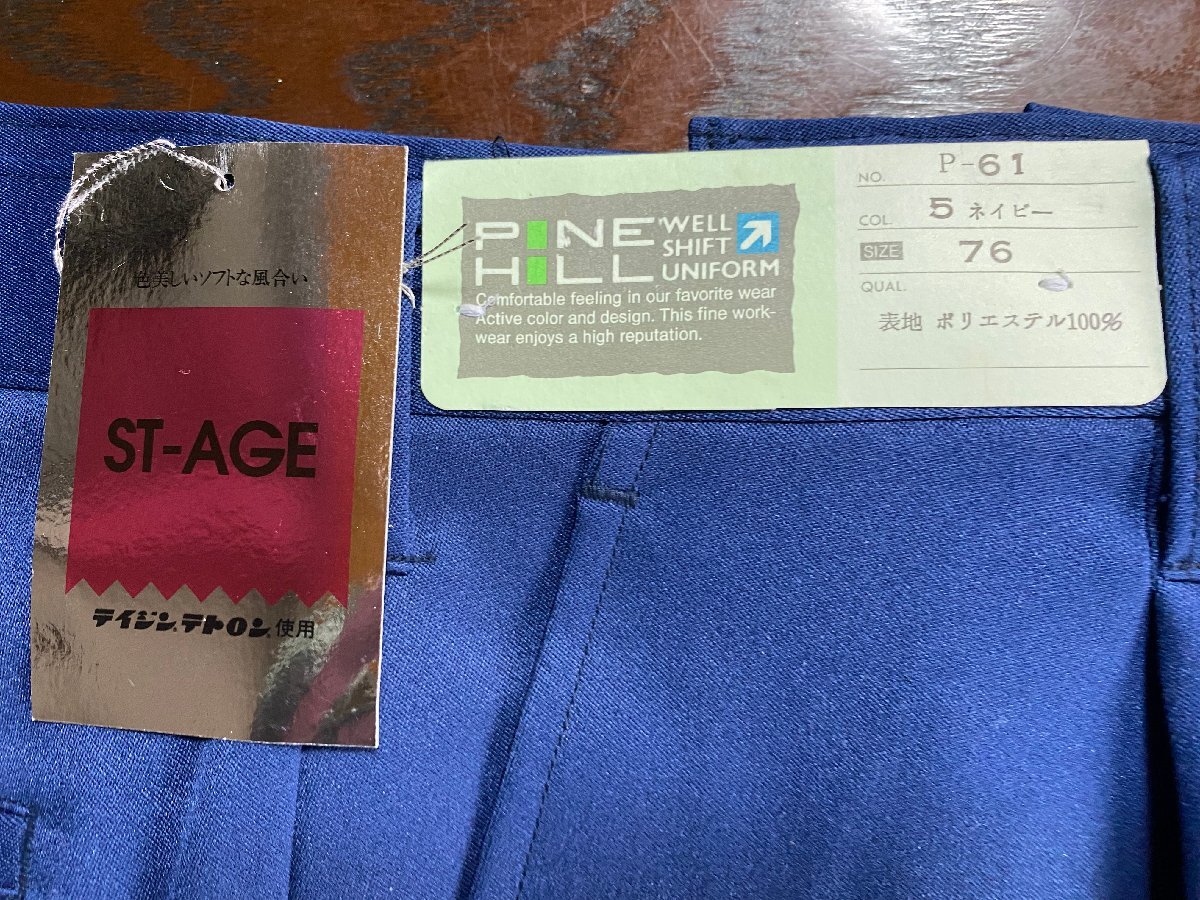 色美しいソフトな風合い
ST-AGE
テイジン.テトロン.使用
PINE
HILL
WELL
SHIFT
UNIFORM
Comfortable feeling in our favorite wear
Active color and design. This fine work-
wear enjoys a high reputation.
NO. P-61
COL. 5 ネイビー
SIZE 76
QUAL.
表地 ポリエステル100%